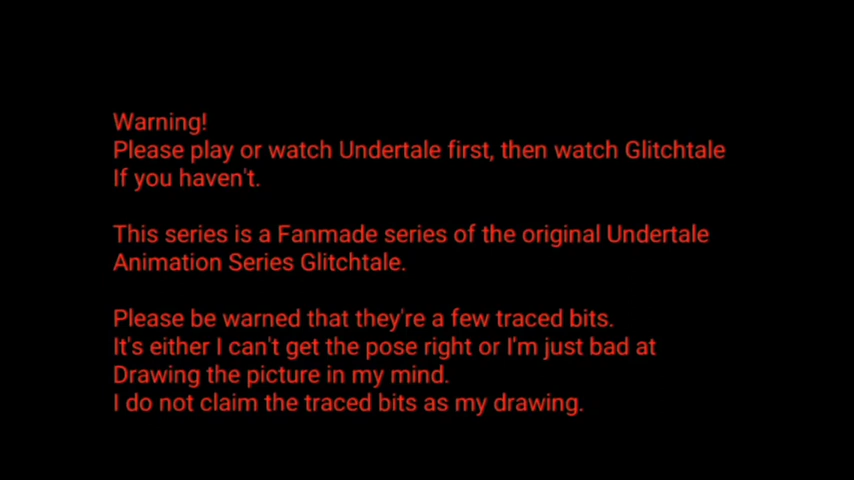 Warning!
Please play or watch Undertale first, then watch Glitchtale
If you haven't.
This series is a Fanmade series of the original Undertale
Animation Series Glitchtale.
Please be warned that they're a few traced bits.
It's either I can't get the pose right or I'm just bad at
Drawing the picture in my mind.
I do not claim the traced bits as my drawing.